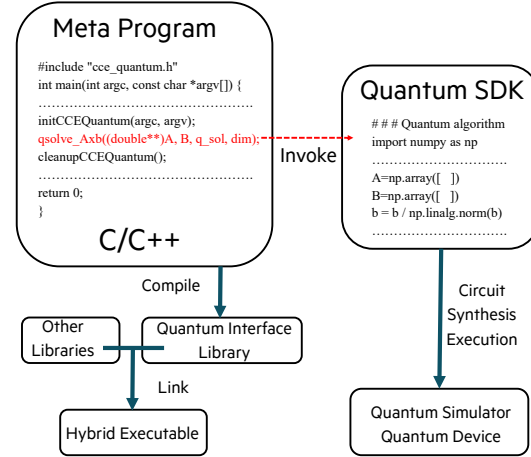 Meta Program
#include "cce_quantum.h"
int main(int argc, const char *argv[]) {
.......................................
initCCEQuantum(argc, argv);
qsolve_Axb((double**)A, B, q_sol, dim);
cleanupCCEQuantum();
.......................................
return 0;
}
C/C++
Invoke
Quantum SDK
# # # Quantum algorithm
import numpy as np
.............................
A=np.array([ ])
B=np.array([ ])
b = b / np.linalg.norm(b)
.............................
Compile
Other
Libraries
Quantum Interface
Library
Link
Hybrid Executable
Circuit
Synthesis
Execution
Quantum Simulator
Quantum Device